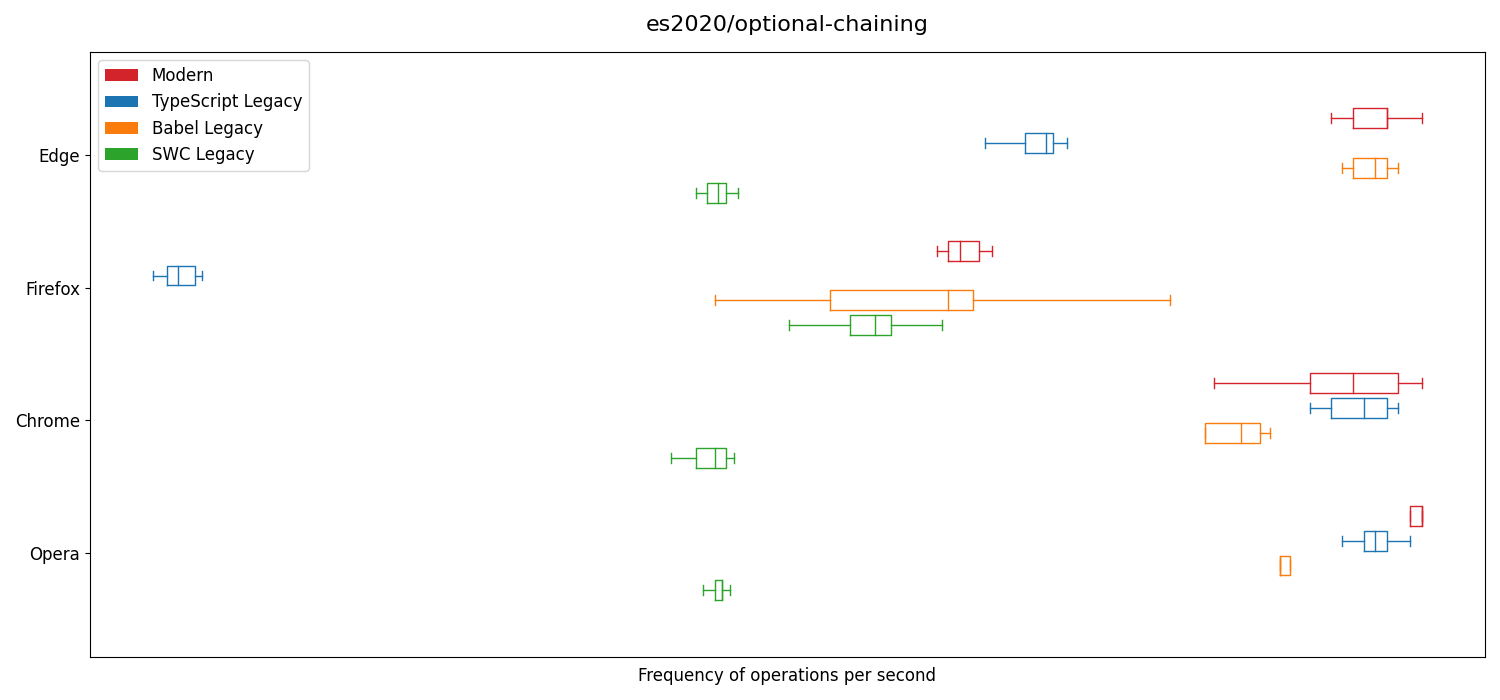 es2020/optional-chaining
Modern
TypeScript Legacy
Babel Legacy
SWC Legacy
Edge
Firefox
Chrome
Opera
Frequency of operations per second